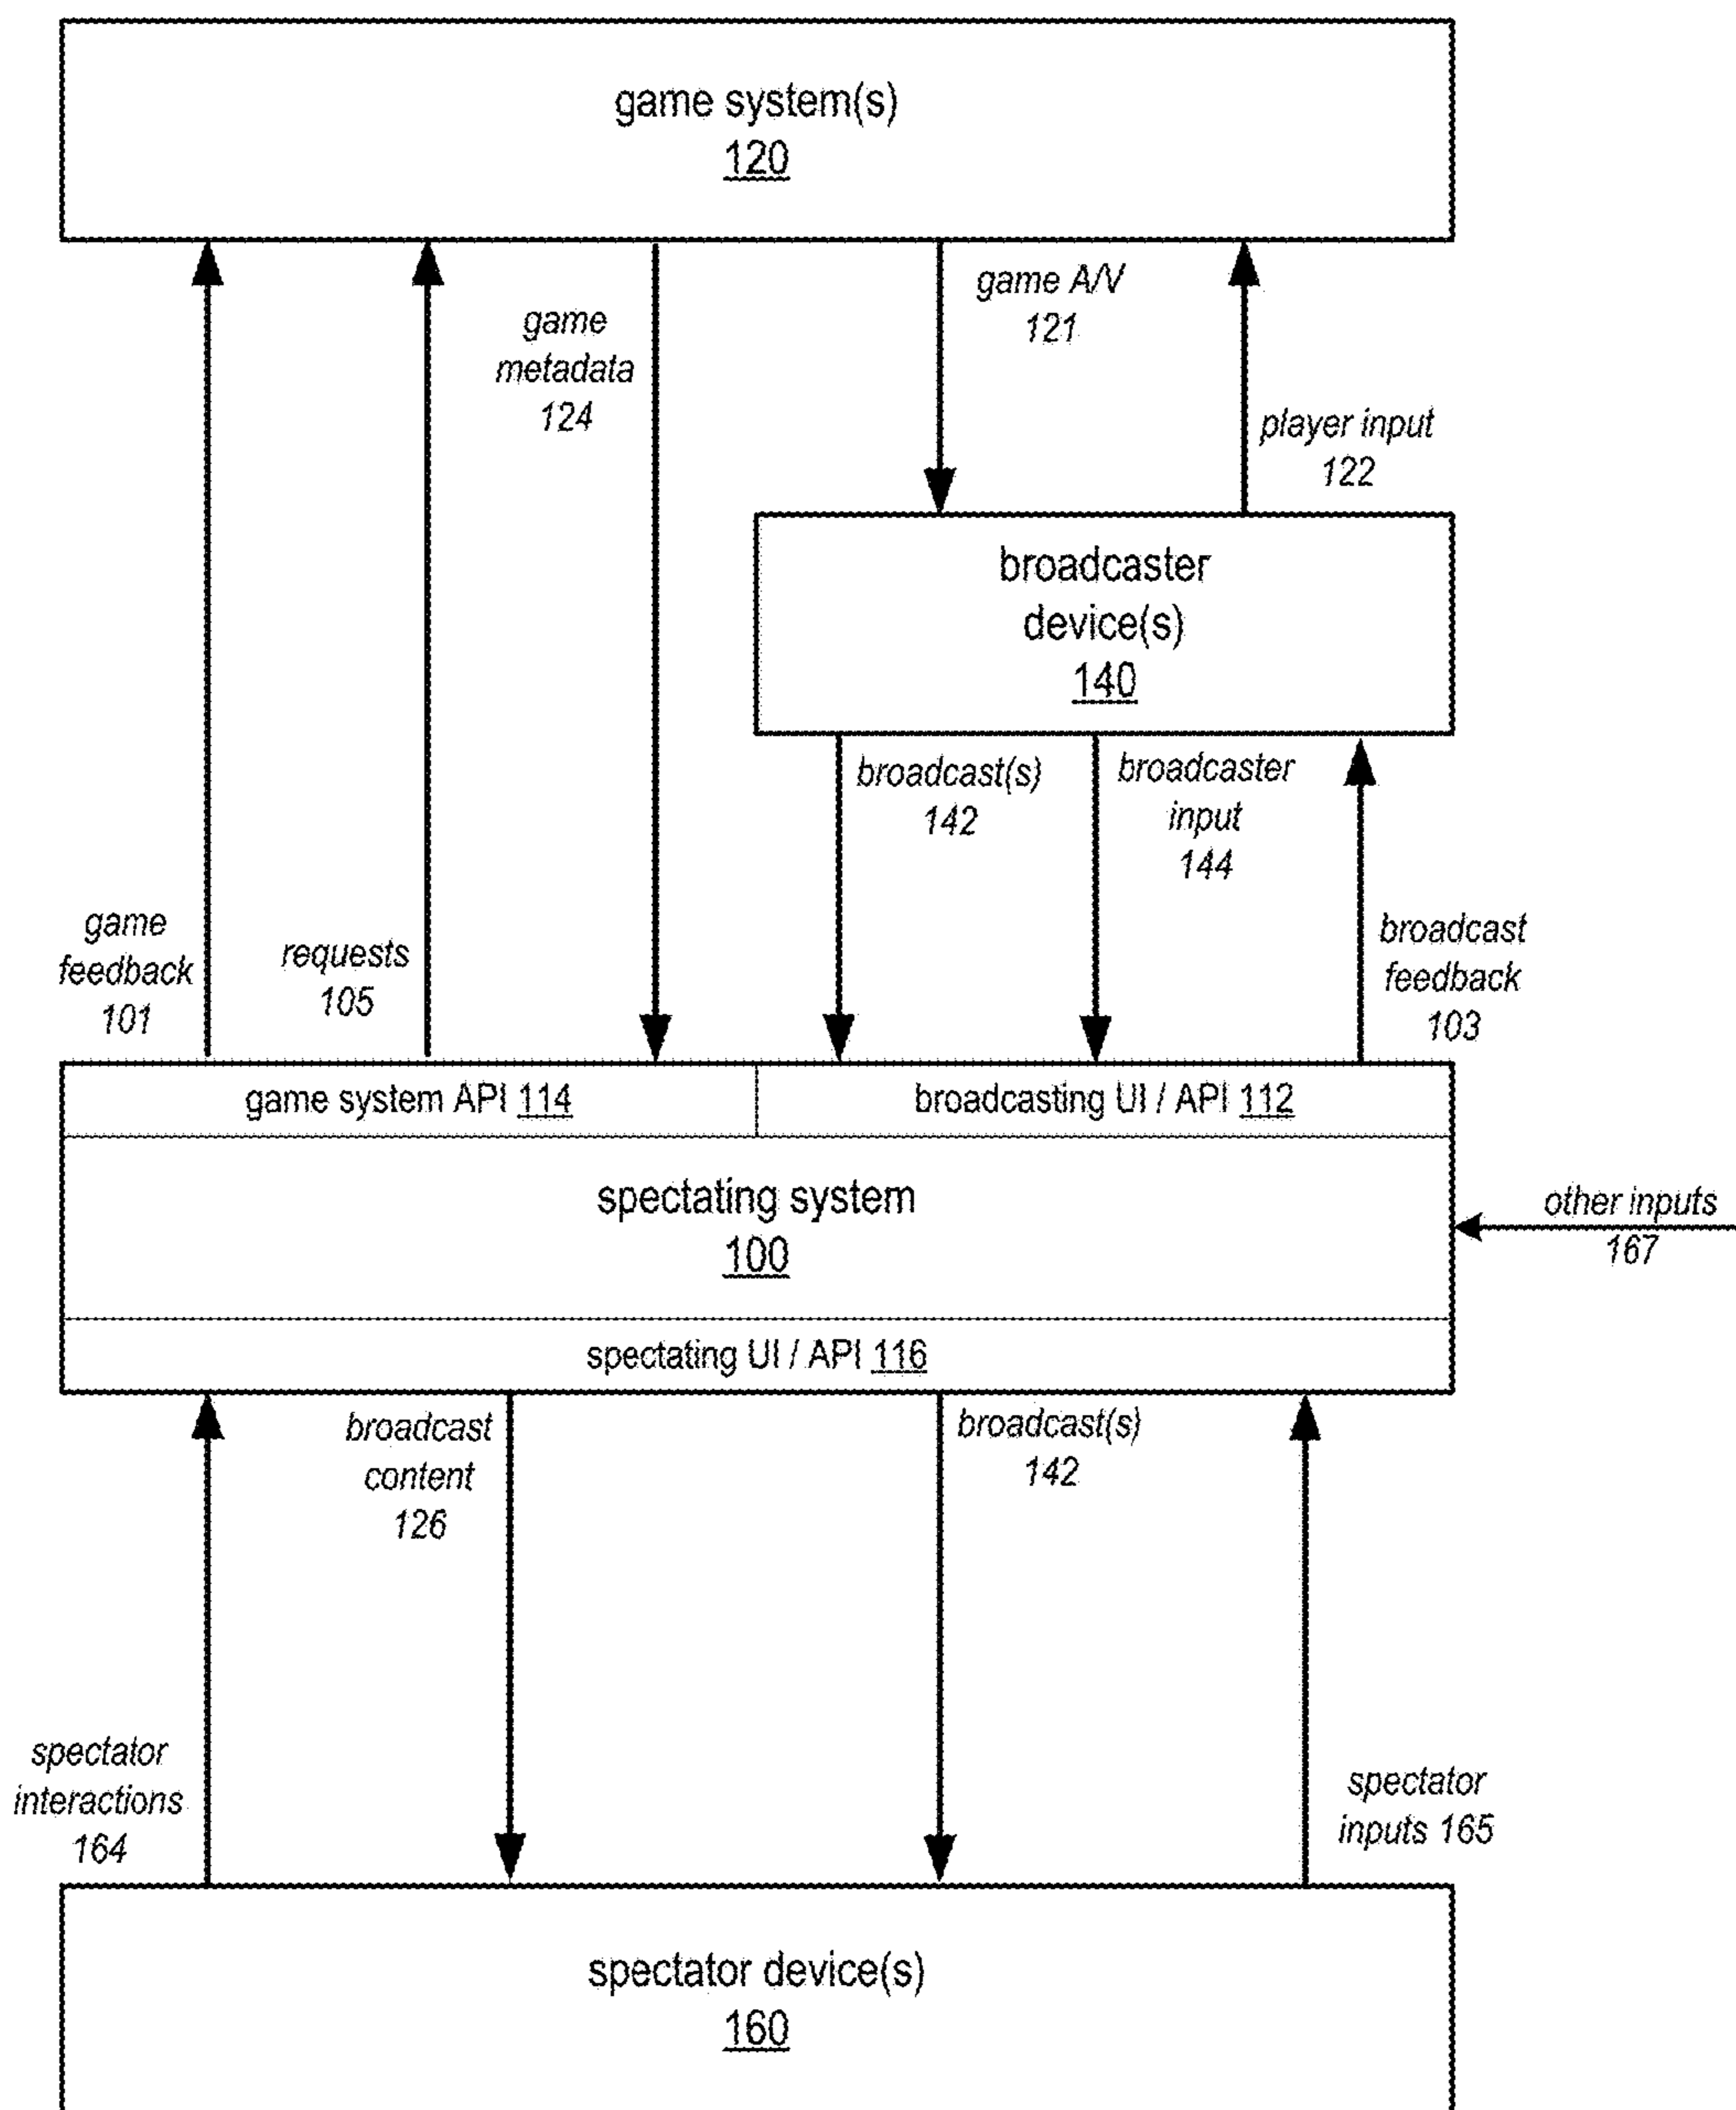 game system(s)
120
game A/V
121
game
metadata
124
player input
122
broadcaster
device(s)
140
broadcast(s)
142
broadcaster
input
144
game
feedback
101
requests
105
broadcast
feedback
103
game system API 114
broadcasting UI / API 112
spectating system
100
other inputs
167
spectating UI / API 116
broadcast
content
126
broadcast(s)
142
spectator
interactions
164
spectator
inputs 165
spectator device(s)
160